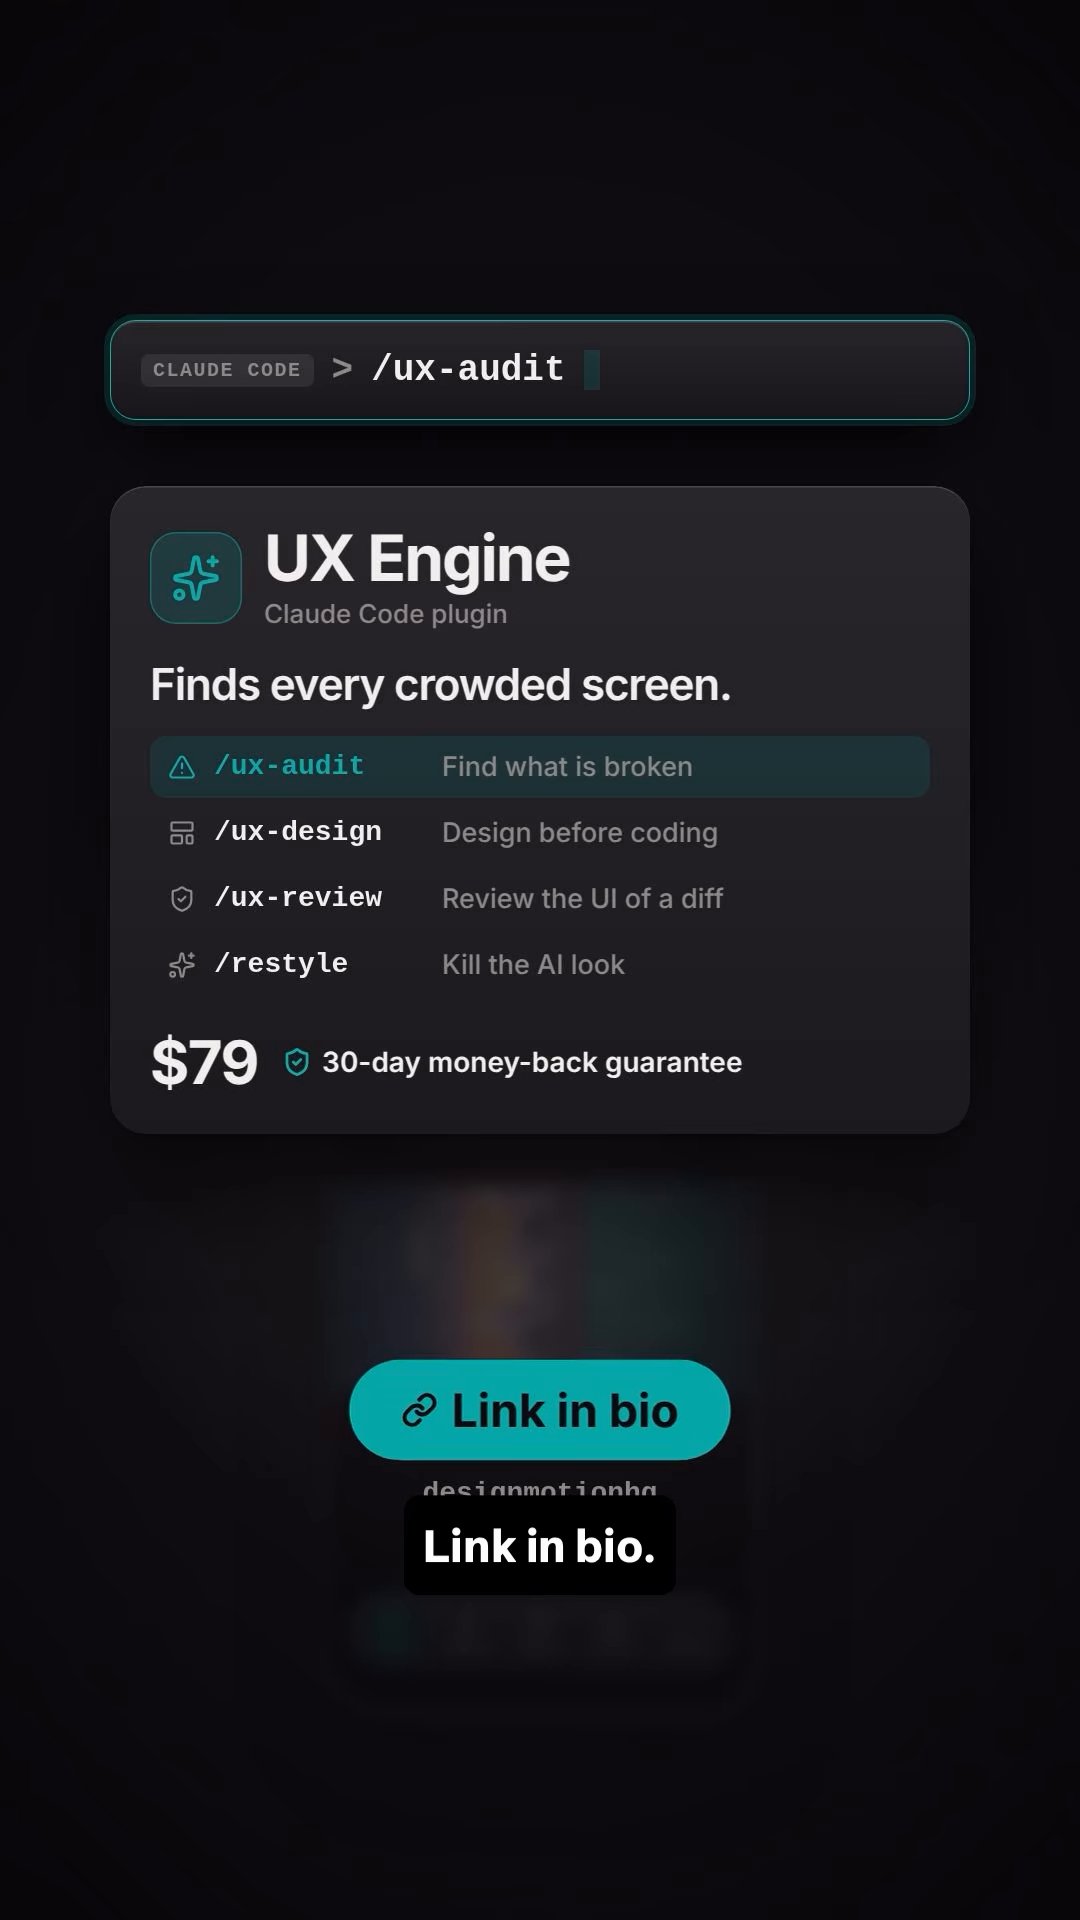 CLAUDE CODE > /ux-audit
UX Engine
Claude Code plugin
Finds every crowded screen.
/ux-audit Find what is broken
/ux-design Design before coding
/ux-review Review the UI of a diff
/restyle Kill the AI look
$79 30-day money-back guarantee
Link in bio
designmotionhq
Link in bio.